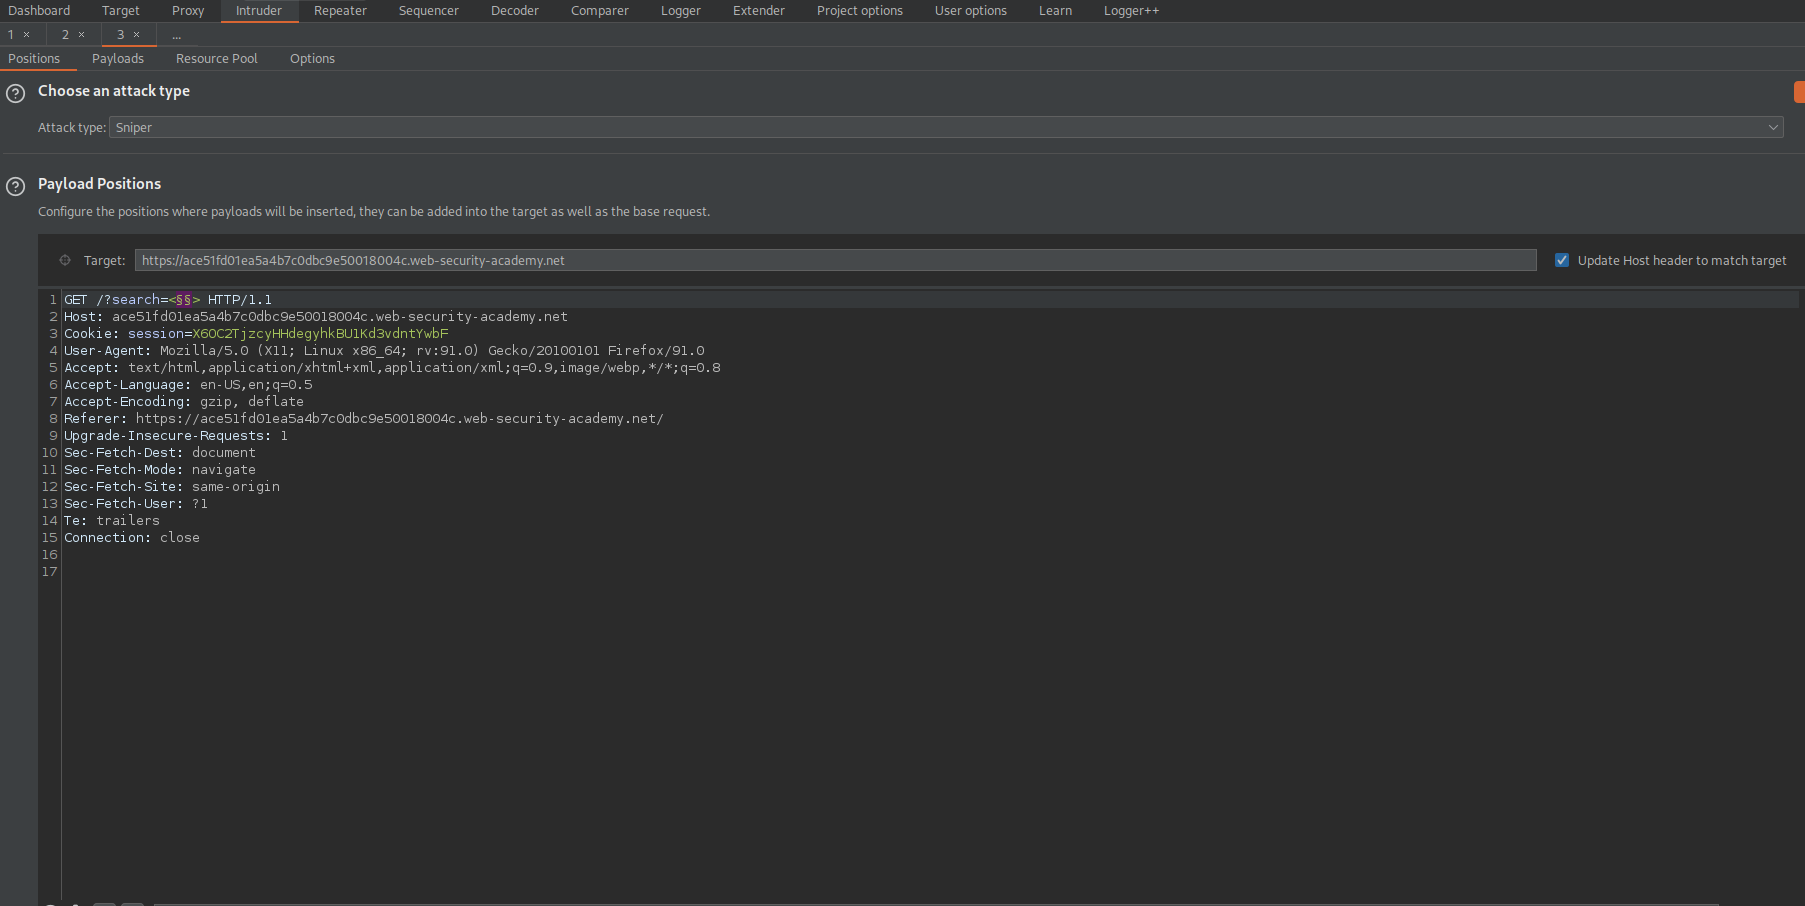 Dashboard Target Proxy Intruder Repeater Sequencer Decoder Comparer Logger Extender Project options User options Learn Logger++
1 × 2 × 3 × ...
Positions Payloads Resource Pool Options
? Choose an attack type
Attack type: Sniper
? Payload Positions
Configure the positions where payloads will be inserted, they can be added into the target as well as the base request.
Target: https://ace51fd01ea5a4b7c0dbc9e50018004c.web-security-academy.net Update Host header to match target
1 GET /?search=<§§> HTTP/1.1
2 Host: ace51fd01ea5a4b7c0dbc9e50018004c.web-security-academy.net
3 Cookie: session=X6OC2TjzcyHHdegyhkBU1Kd3vdntYwbF
4 User-Agent: Mozilla/5.0 (X11; Linux x86_64; rv:91.0) Gecko/20100101 Firefox/91.0
5 Accept: text/html,application/xhtml+xml,application/xml;q=0.9,image/webp,*/*;q=0.8
6 Accept-Language: en-US,en;q=0.5
7 Accept-Encoding: gzip, deflate
8 Referer: https://ace51fd01ea5a4b7c0dbc9e50018004c.web-security-academy.net/
9 Upgrade-Insecure-Requests: 1
10 Sec-Fetch-Dest: document
11 Sec-Fetch-Mode: navigate
12 Sec-Fetch-Site: same-origin
13 Sec-Fetch-User: ?1
14 Te: trailers
15 Connection: close
16
17